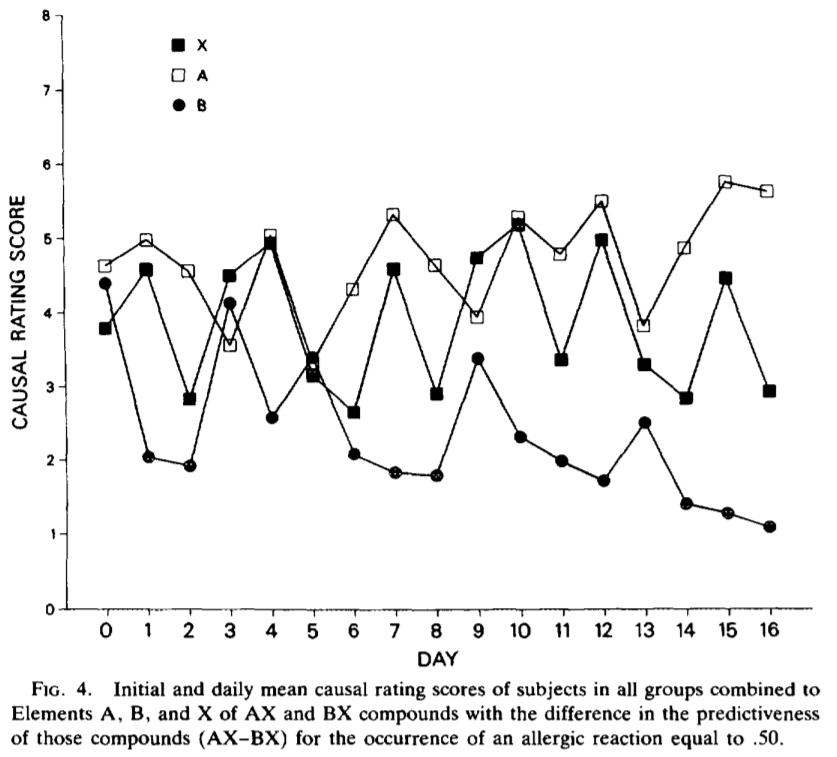 8
X
A
7
B
6
5
4
3
2
1
0
CAUSAL RATING SCORE
0 1 2 3 4 5 6 7 8 9 10 11 12 13 14 15 16
DAY
FIG. 4. Initial and daily mean causal rating scores of subjects in all groups combined to
Elements A, B, and X of AX and BX compounds with the difference in the predictiveness
of those compounds (AX–BX) for the occurrence of an allergic reaction equal to .50.